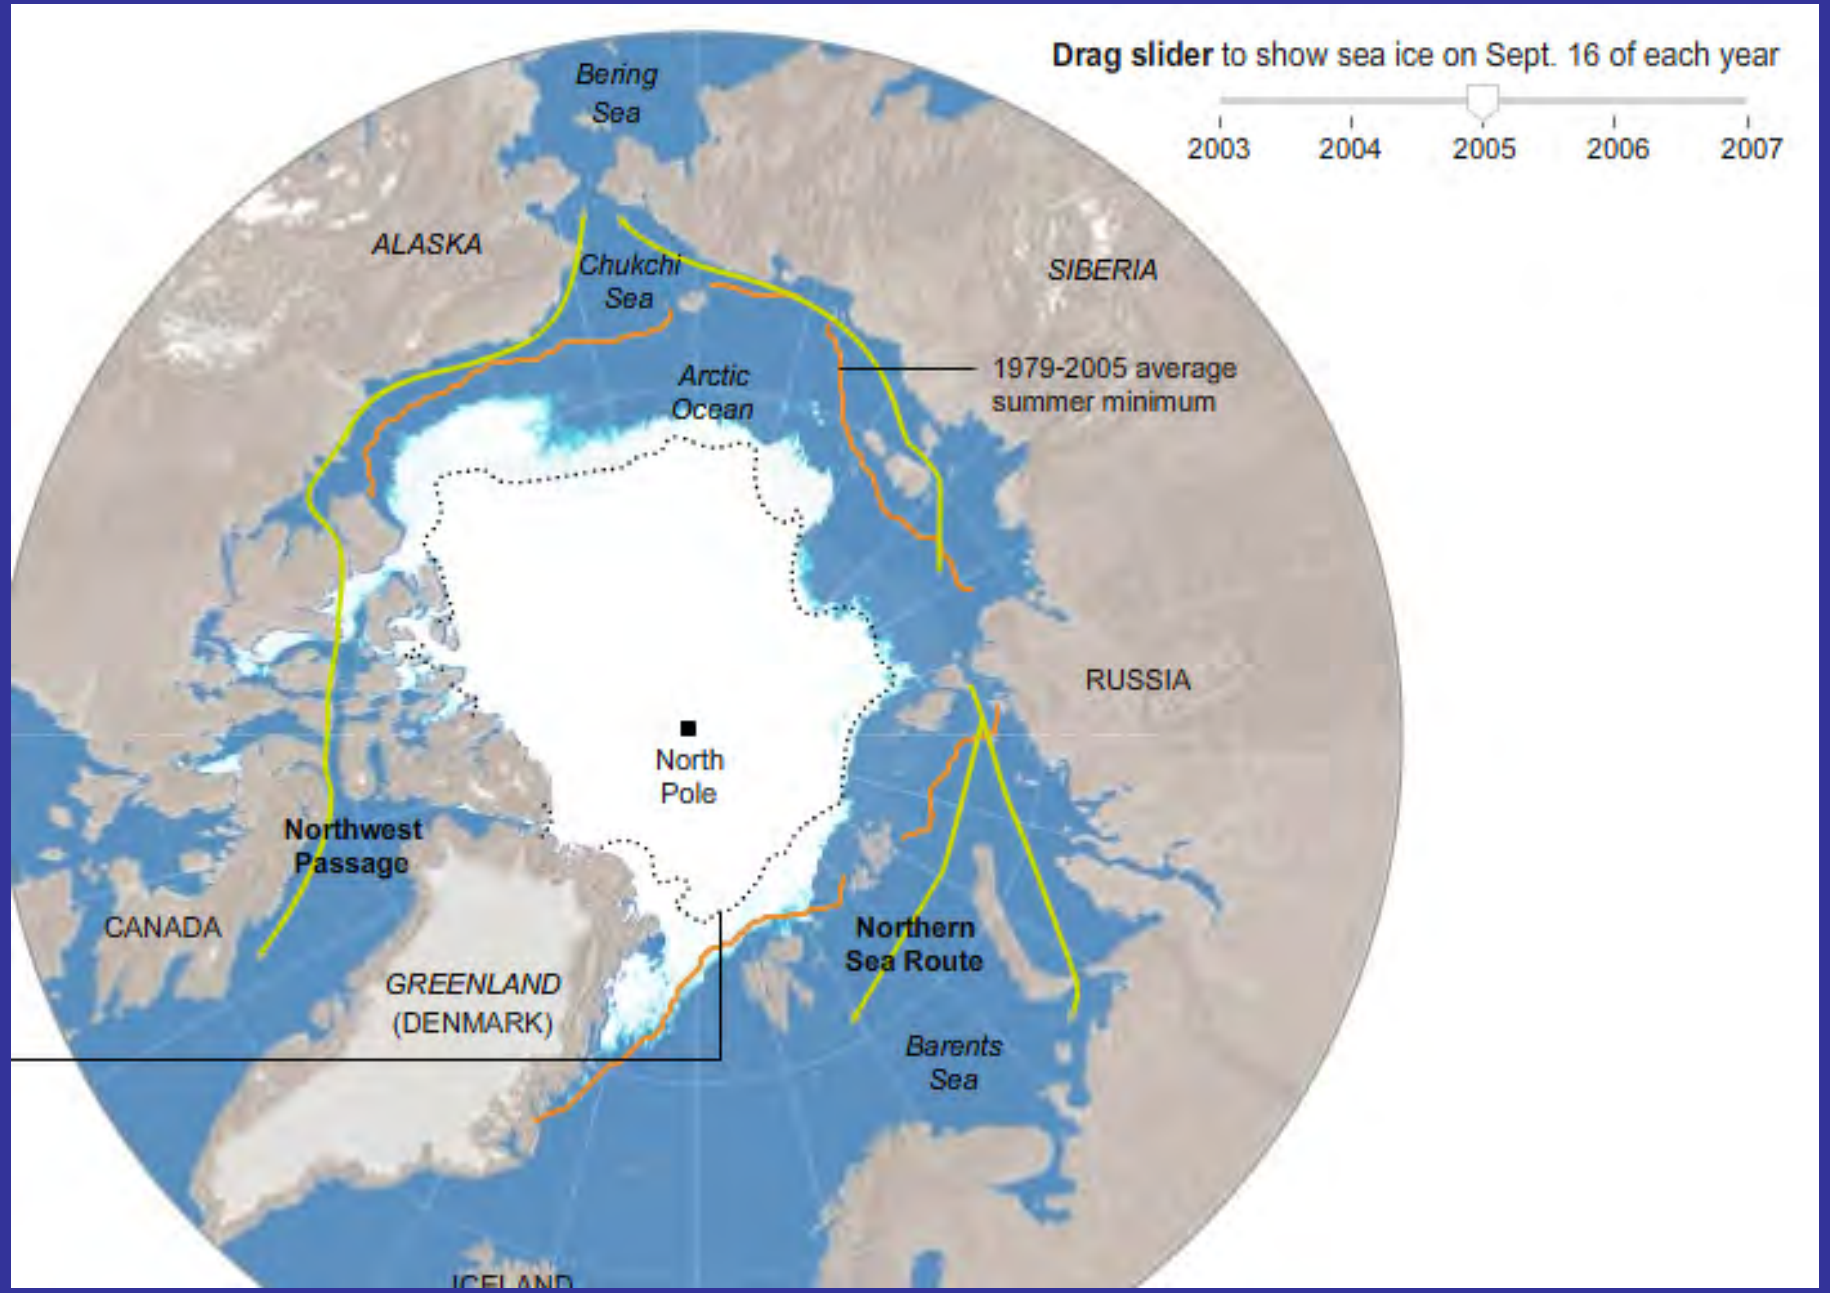 Drag slider to show sea ice on Sept. 16 of each year
2003 2004 2005 2006 2007
Bering
Sea
ALASKA
Chukchi
Sea
SIBERIA
Arctic
Ocean
1979-2005 average
summer minimum
RUSSIA
North
Pole
Northwest
Passage
CANADA
Northern
Sea Route
GREENLAND
(DENMARK)
Barents
Sea
ICELAND